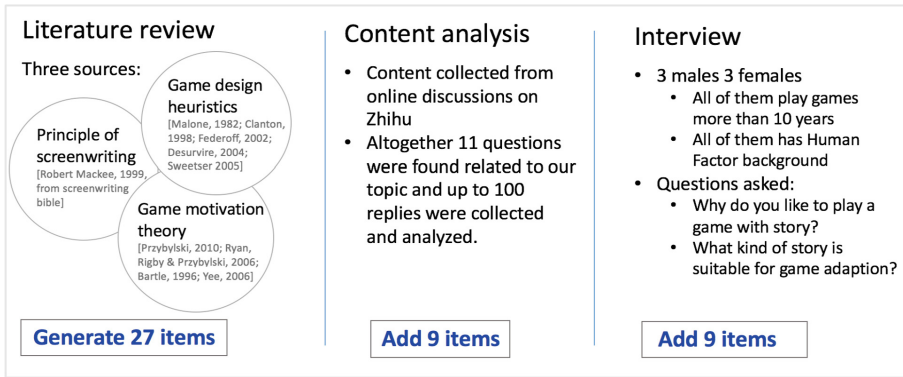 Literature review
Three sources:
Game design
heuristics
[Malone, 1982; Clanton,
1998; Federoff, 2002;
Desurvire, 2004;
Sweetser 2005]
Principle of
screenwriting
[Robert Mackee, 1999,
from screenwriting
bible]
Game motivation
theory
[Przybylski, 2010; Ryan,
Rigby & Przybylski, 2006;
Bartle, 1996; Yee, 2006]
Generate 27 items
Content analysis
• Content collected from
online discussions on
Zhihu
• Altogether 11 questions
were found related to our
topic and up to 100
replies were collected
and analyzed.
Add 9 items
Interview
• 3 males 3 females
• All of them play games
more than 10 years
• All of them has Human
Factor background
• Questions asked:
• Why do you like to play a
game with story?
• What kind of story is
suitable for game adaption?
Add 9 items